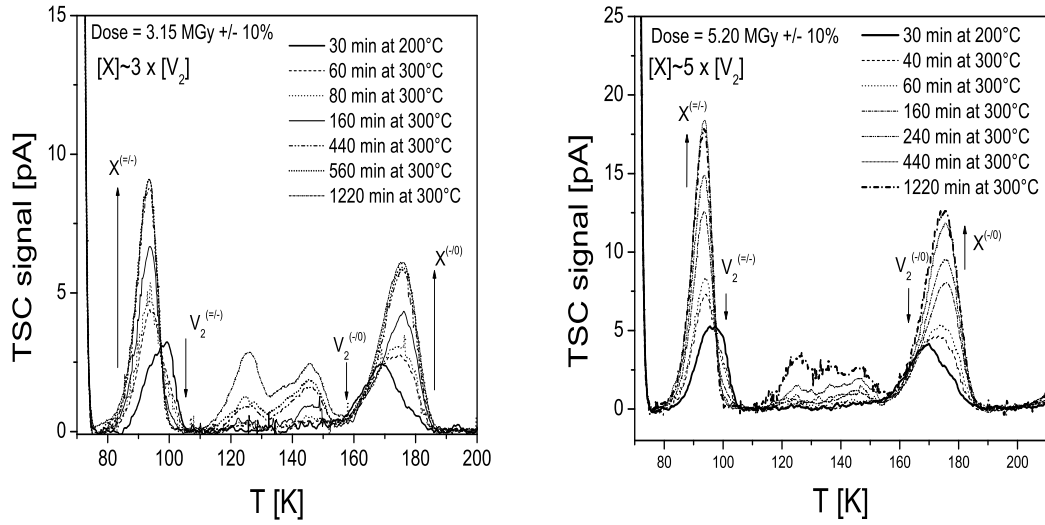 Dose = 3.15 MGy +/- 10%
[X]~3 x [V2]
30 min at 200°C
60 min at 300°C
80 min at 300°C
160 min at 300°C
440 min at 300°C
560 min at 300°C
1220 min at 300°C
X(=/-)
V2(=/-)
V2(-/0)
X(-/0)
TSC signal [pA]
15
10
5
0
80 100 120 140 160 180 200
T [K]
Dose = 5.20 MGy +/- 10%
[X]~5 x [V2]
30 min at 200°C
40 min at 300°C
60 min at 300°C
160 min at 300°C
240 min at 300°C
440 min at 300°C
1220 min at 300°C
X(=/-)
V2(=/-)
V2(-/0)
X(-/0)
TSC signal [pA]
25
20
15
10
5
0
80 100 120 140 160 180 200
T [K]